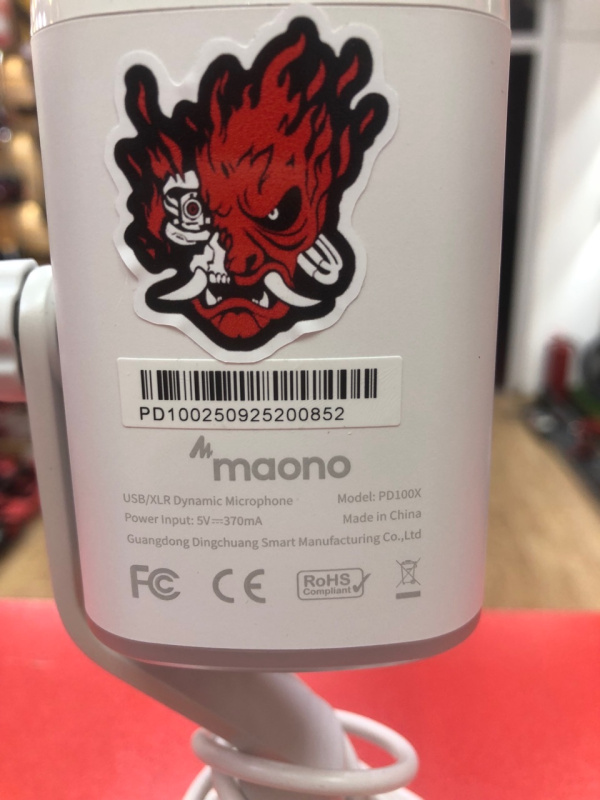 PD100250925200852
maono
USB/XLR Dynamic Microphone Model: PD100X
Power Input: 5V⎓370mA Made in China
Guangdong Dingchuang Smart Manufacturing Co.,Ltd
FC CE RoHS
Compliant